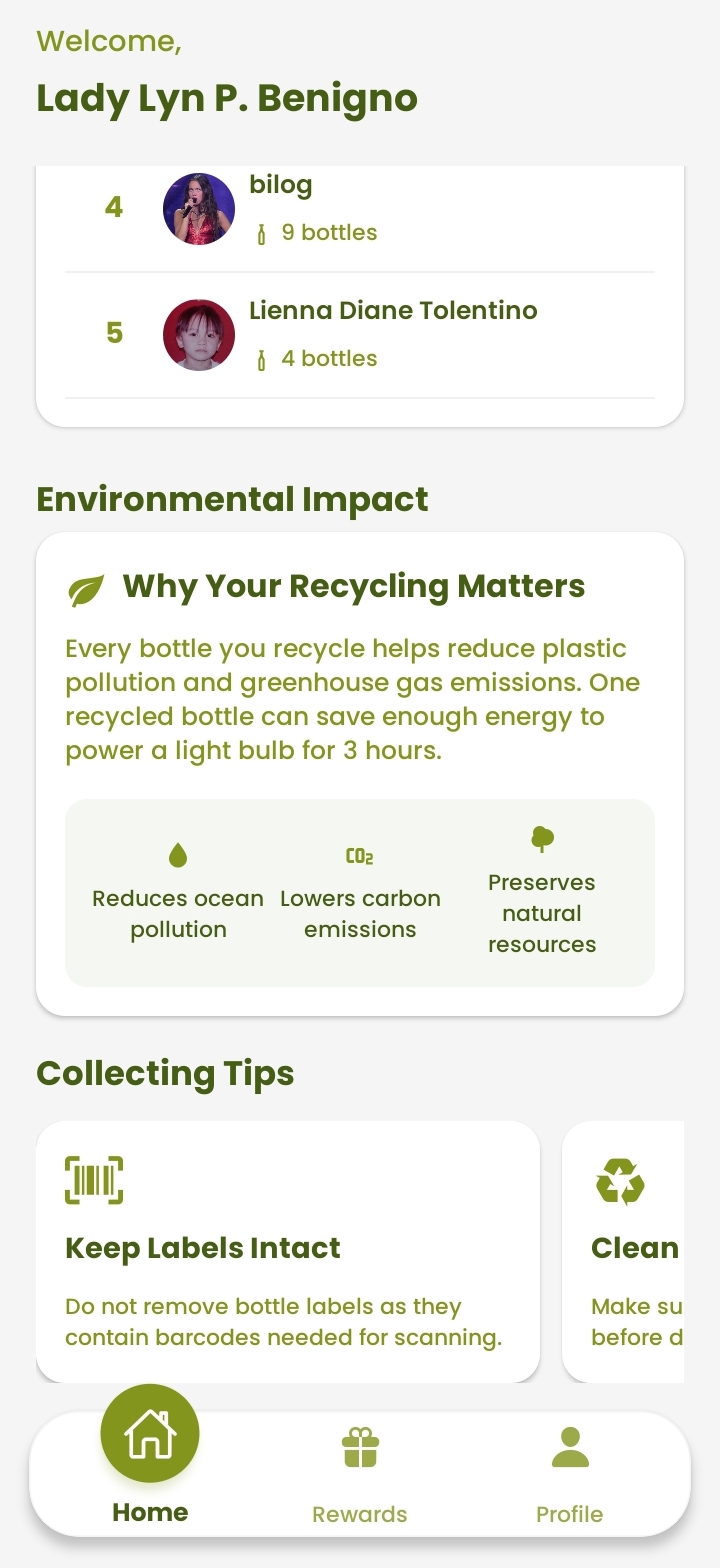 Welcome,
Lady Lyn P. Benigno
4
bilog
9 bottles
5
Lienna Diane Tolentino
4 bottles
Environmental Impact
Why Your Recycling Matters
Every bottle you recycle helps reduce plastic
pollution and greenhouse gas emissions. One
recycled bottle can save enough energy to
power a light bulb for 3 hours.
Reduces ocean
pollution
CO₂
Lowers carbon
emissions
Preserves
natural
resources
Collecting Tips
Keep Labels Intact
Do not remove bottle labels as they
contain barcodes needed for scanning.
Clean
Make su
before d
Home
Rewards
Profile